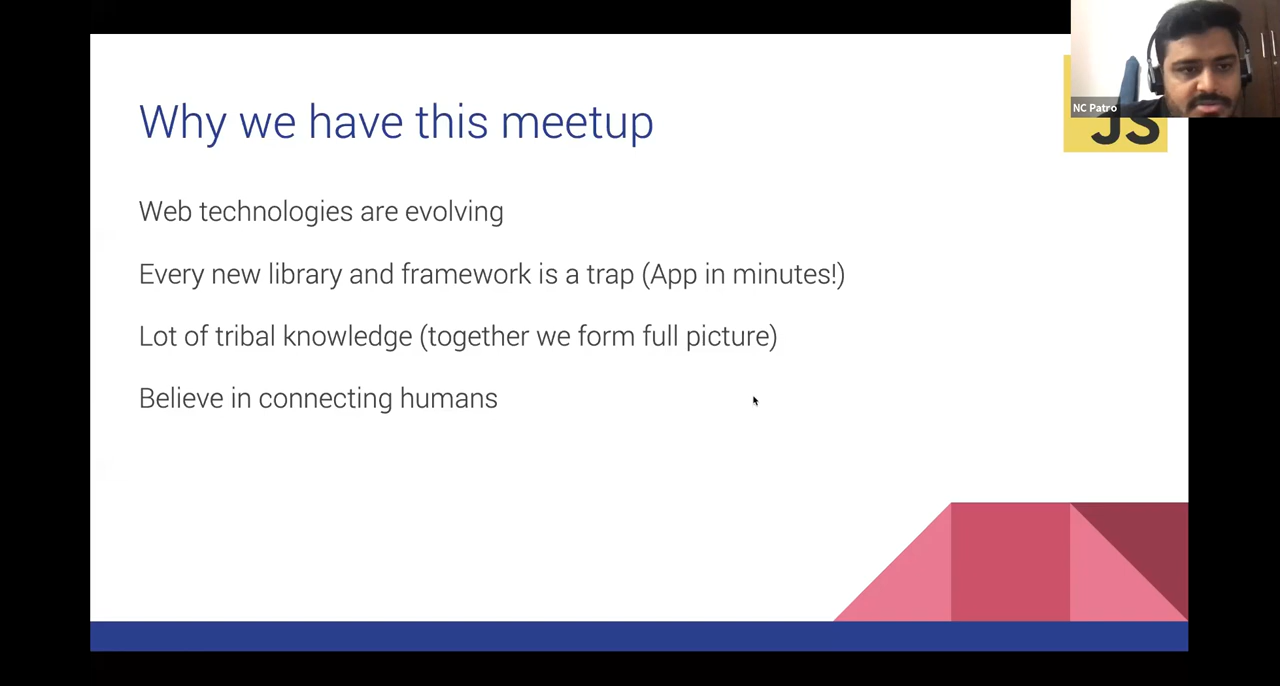 Why we have this meetup
NC Patro
JS
Web technologies are evolving
Every new library and framework is a trap (App in minutes!)
Lot of tribal knowledge (together we form full picture)
Believe in connecting humans